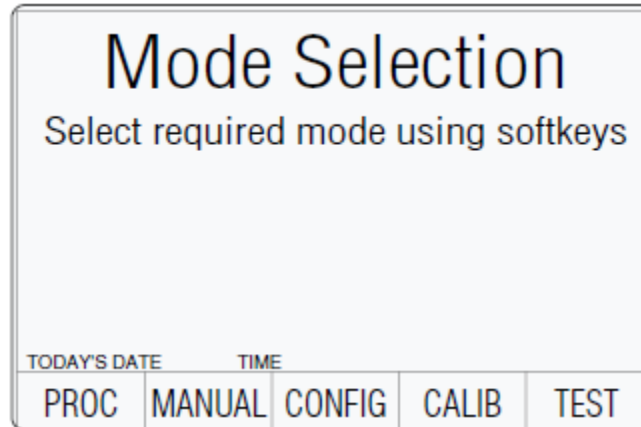 Mode Selection
Select required mode using softkeys
TODAY'S DATE TIME
PROC MANUAL CONFIG CALIB TEST